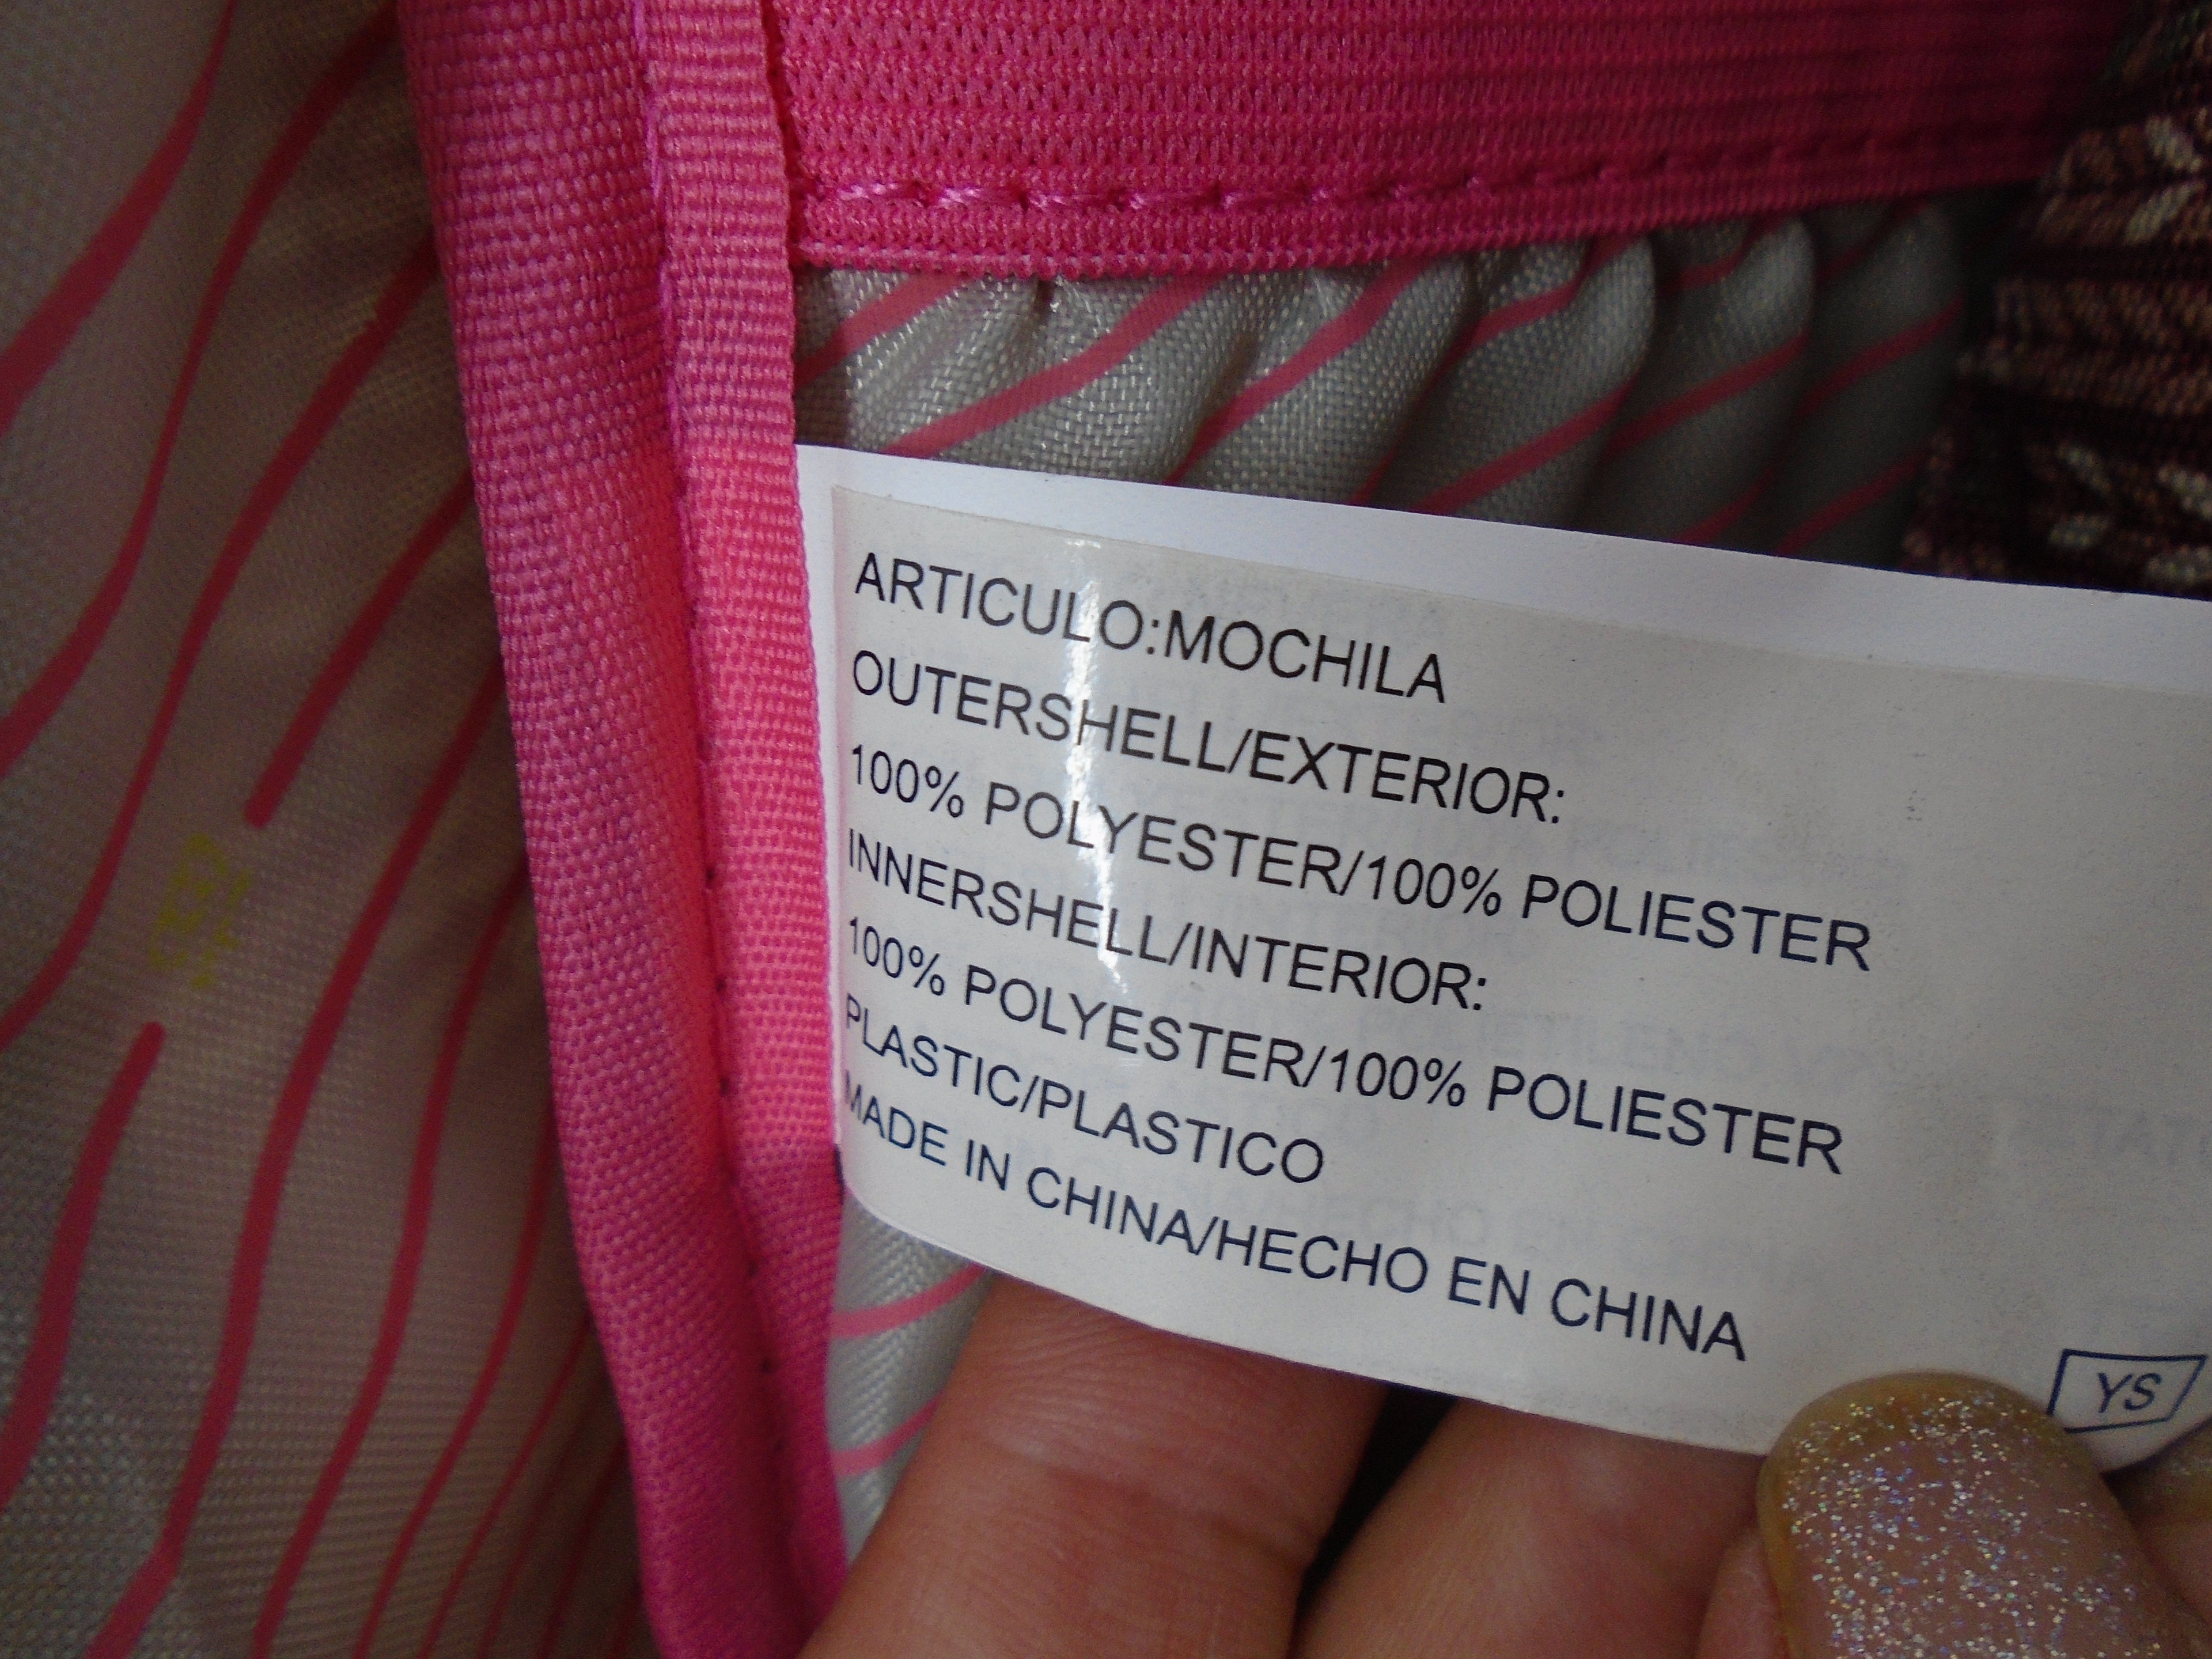 ARTICULO:MOCHILA
OUTERSHELL/EXTERIOR:
100% POLYESTER/100% POLIESTER
INNERSHELL/INTERIOR:
100% POLYESTER/100% POLIESTER
PLASTIC/PLASTICO
MADE IN CHINA/HECHO EN CHINA
YS